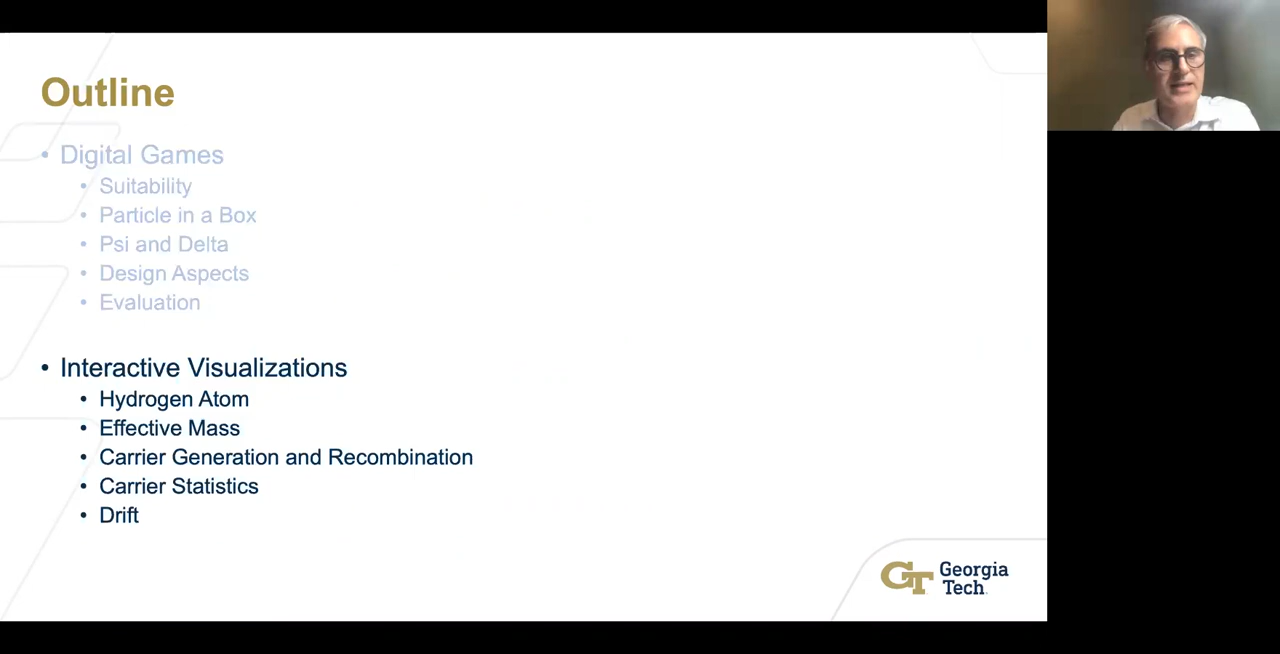 Outline
• Digital Games
• Suitability
• Particle in a Box
• Psi and Delta
• Design Aspects
• Evaluation
• Interactive Visualizations
• Hydrogen Atom
• Effective Mass
• Carrier Generation and Recombination
• Carrier Statistics
• Drift
GT Georgia
Tech